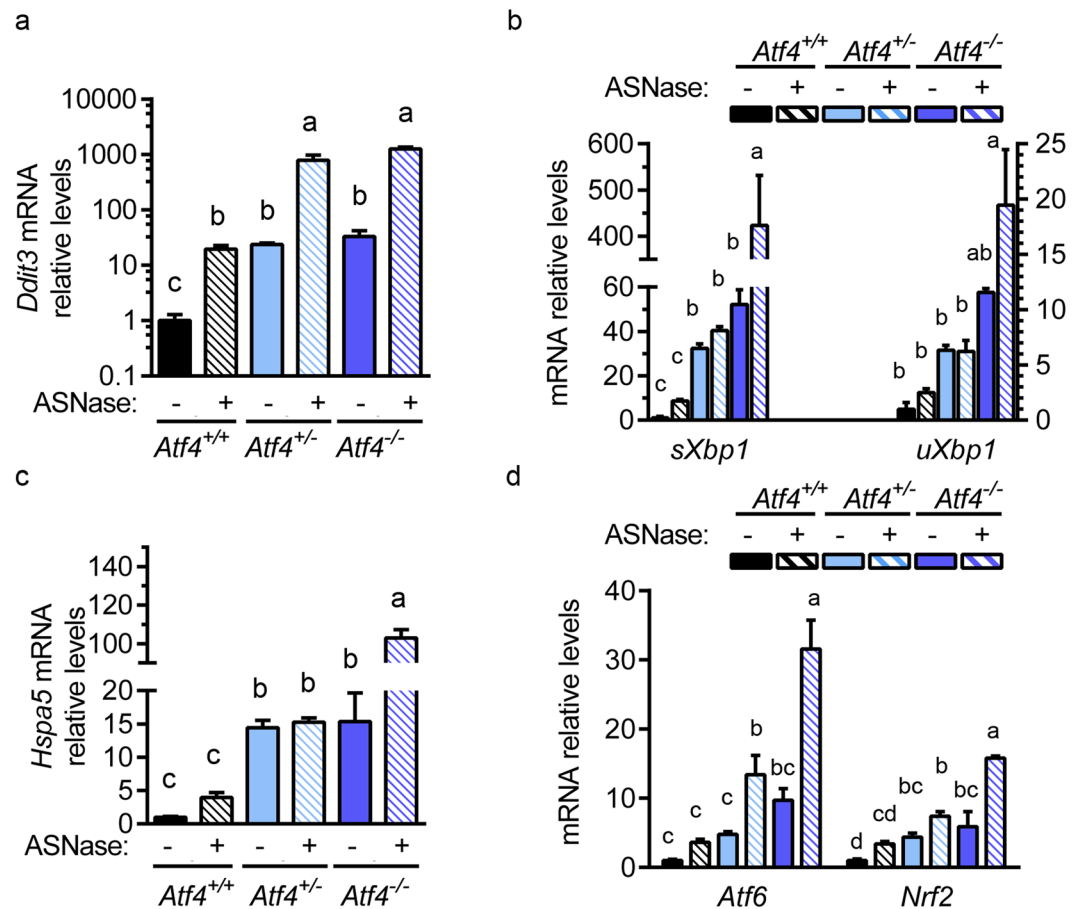 a
Ddit3 mRNA
relative levels
10000
1000
100
10
1
0.1
c
b
b
a
b
a
ASNase: - + - + - +
Atf4+/+ Atf4+/- Atf4-/-
b
Atf4+/+ Atf4+/- Atf4-/-
ASNase: - + - + - +
mRNA relative levels
600
500
400
60
40
20
0
c
c
b
b
b
a
b
b
b
b
ab
a
25
20
15
10
5
0
sXbp1 uXbp1
c
Hspa5 mRNA
relative levels
140
120
100
20
15
10
5
0
c
c
b
b
b
a
ASNase: - + - + - +
Atf4+/+ Atf4+/- Atf4-/-
d
Atf4+/+ Atf4+/- Atf4-/-
ASNase: - + - + - +
mRNA relative levels
40
30
20
10
0
c
c
c
b
bc
a
d
cd
bc
b
bc
a
Atf6 Nrf2